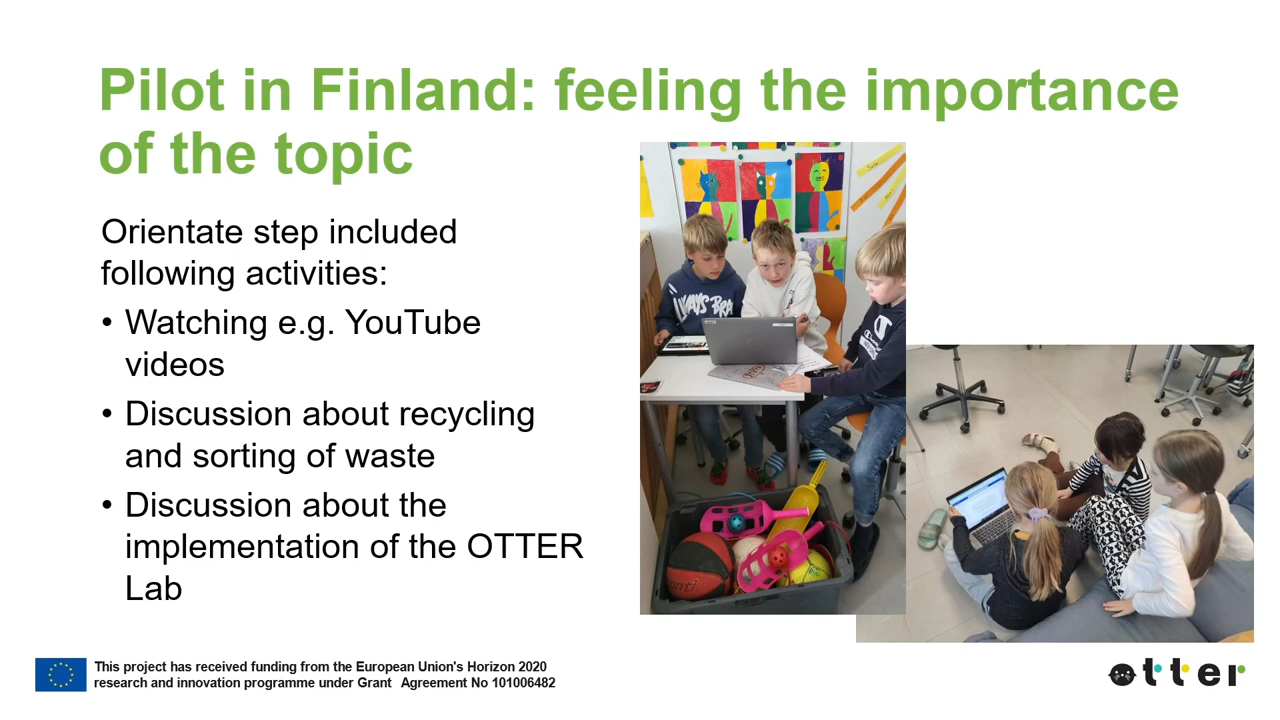 Pilot in Finland: feeling the importance
of the topic
Orientate step included
following activities:
• Watching e.g. YouTube
videos
• Discussion about recycling
and sorting of waste
• Discussion about the
implementation of the OTTER
Lab
This project has received funding from the European Union's Horizon 2020
research and innovation programme under Grant Agreement No 101006482
otter